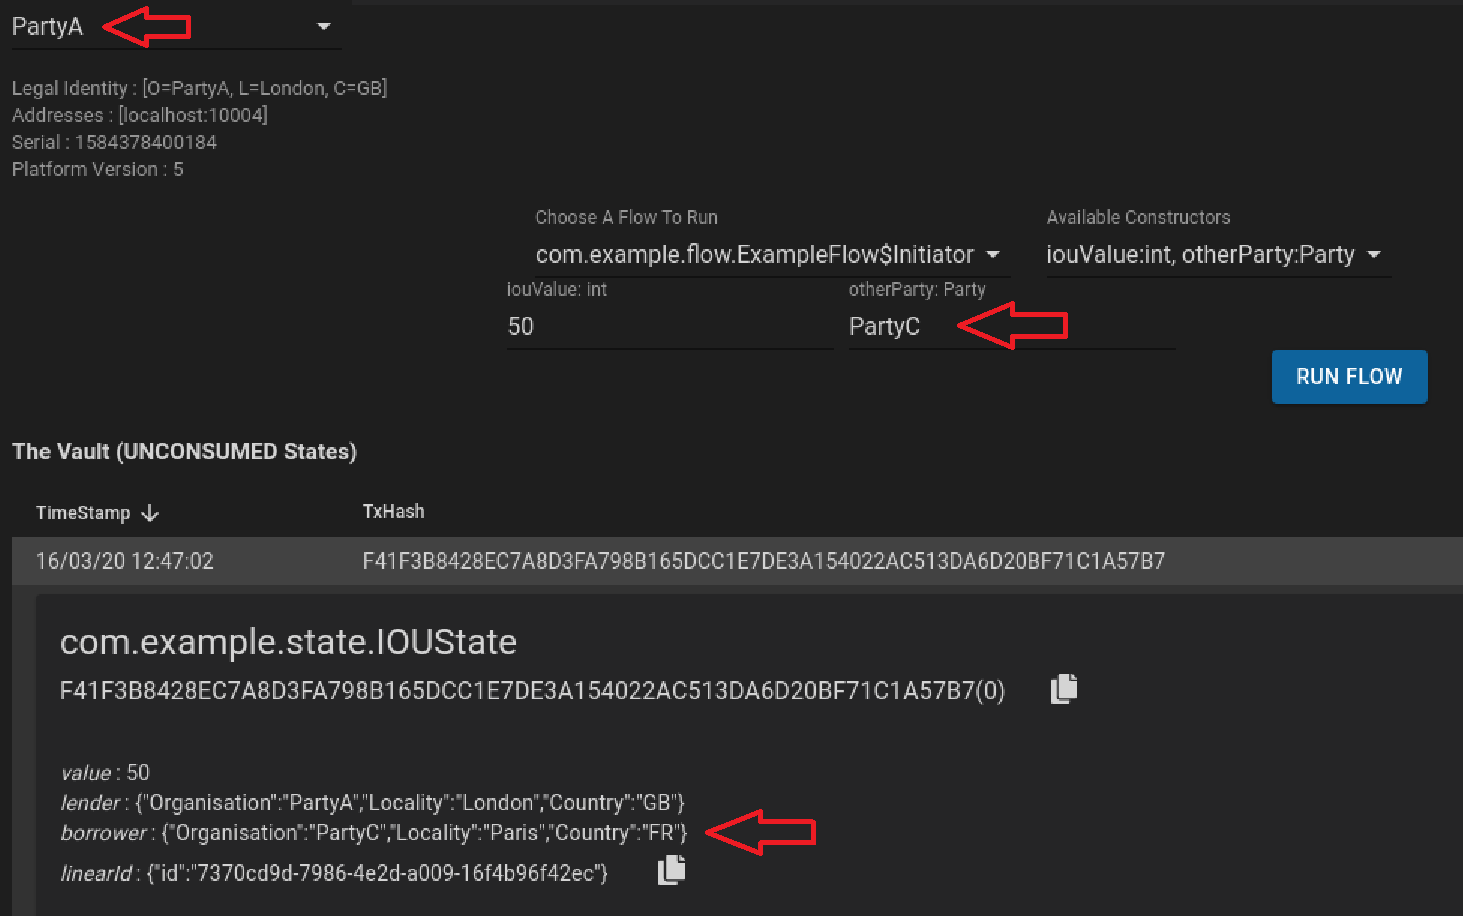 PartyA
Legal Identity : [O=PartyA, L=London, C=GB]
Addresses : [localhost:10004]
Serial : 1584378400184
Platform Version : 5
Choose A Flow To Run
Available Constructors
com.example.flow.ExampleFlow$Initiator
iouValue:int, otherParty:Party
iouValue: int
otherParty: Party
50
PartyC
RUN FLOW
The Vault (UNCONSUMED States)
TimeStamp
TxHash
16/03/20 12:47:02
F41F3B8428EC7A8D3FA798B165DCC1E7DE3A154022AC513DA6D20BF71C1A57B7
com.example.state.IOUState
F41F3B8428EC7A8D3FA798B165DCC1E7DE3A154022AC513DA6D20BF71C1A57B7(0)
value : 50
lender : {"Organisation":"PartyA","Locality":"London","Country":"GB"}
borrower : {"Organisation":"PartyC","Locality":"Paris","Country":"FR"}
linearId : {"id":"7370cd9d-7986-4e2d-a009-16f4b96f42ec"}